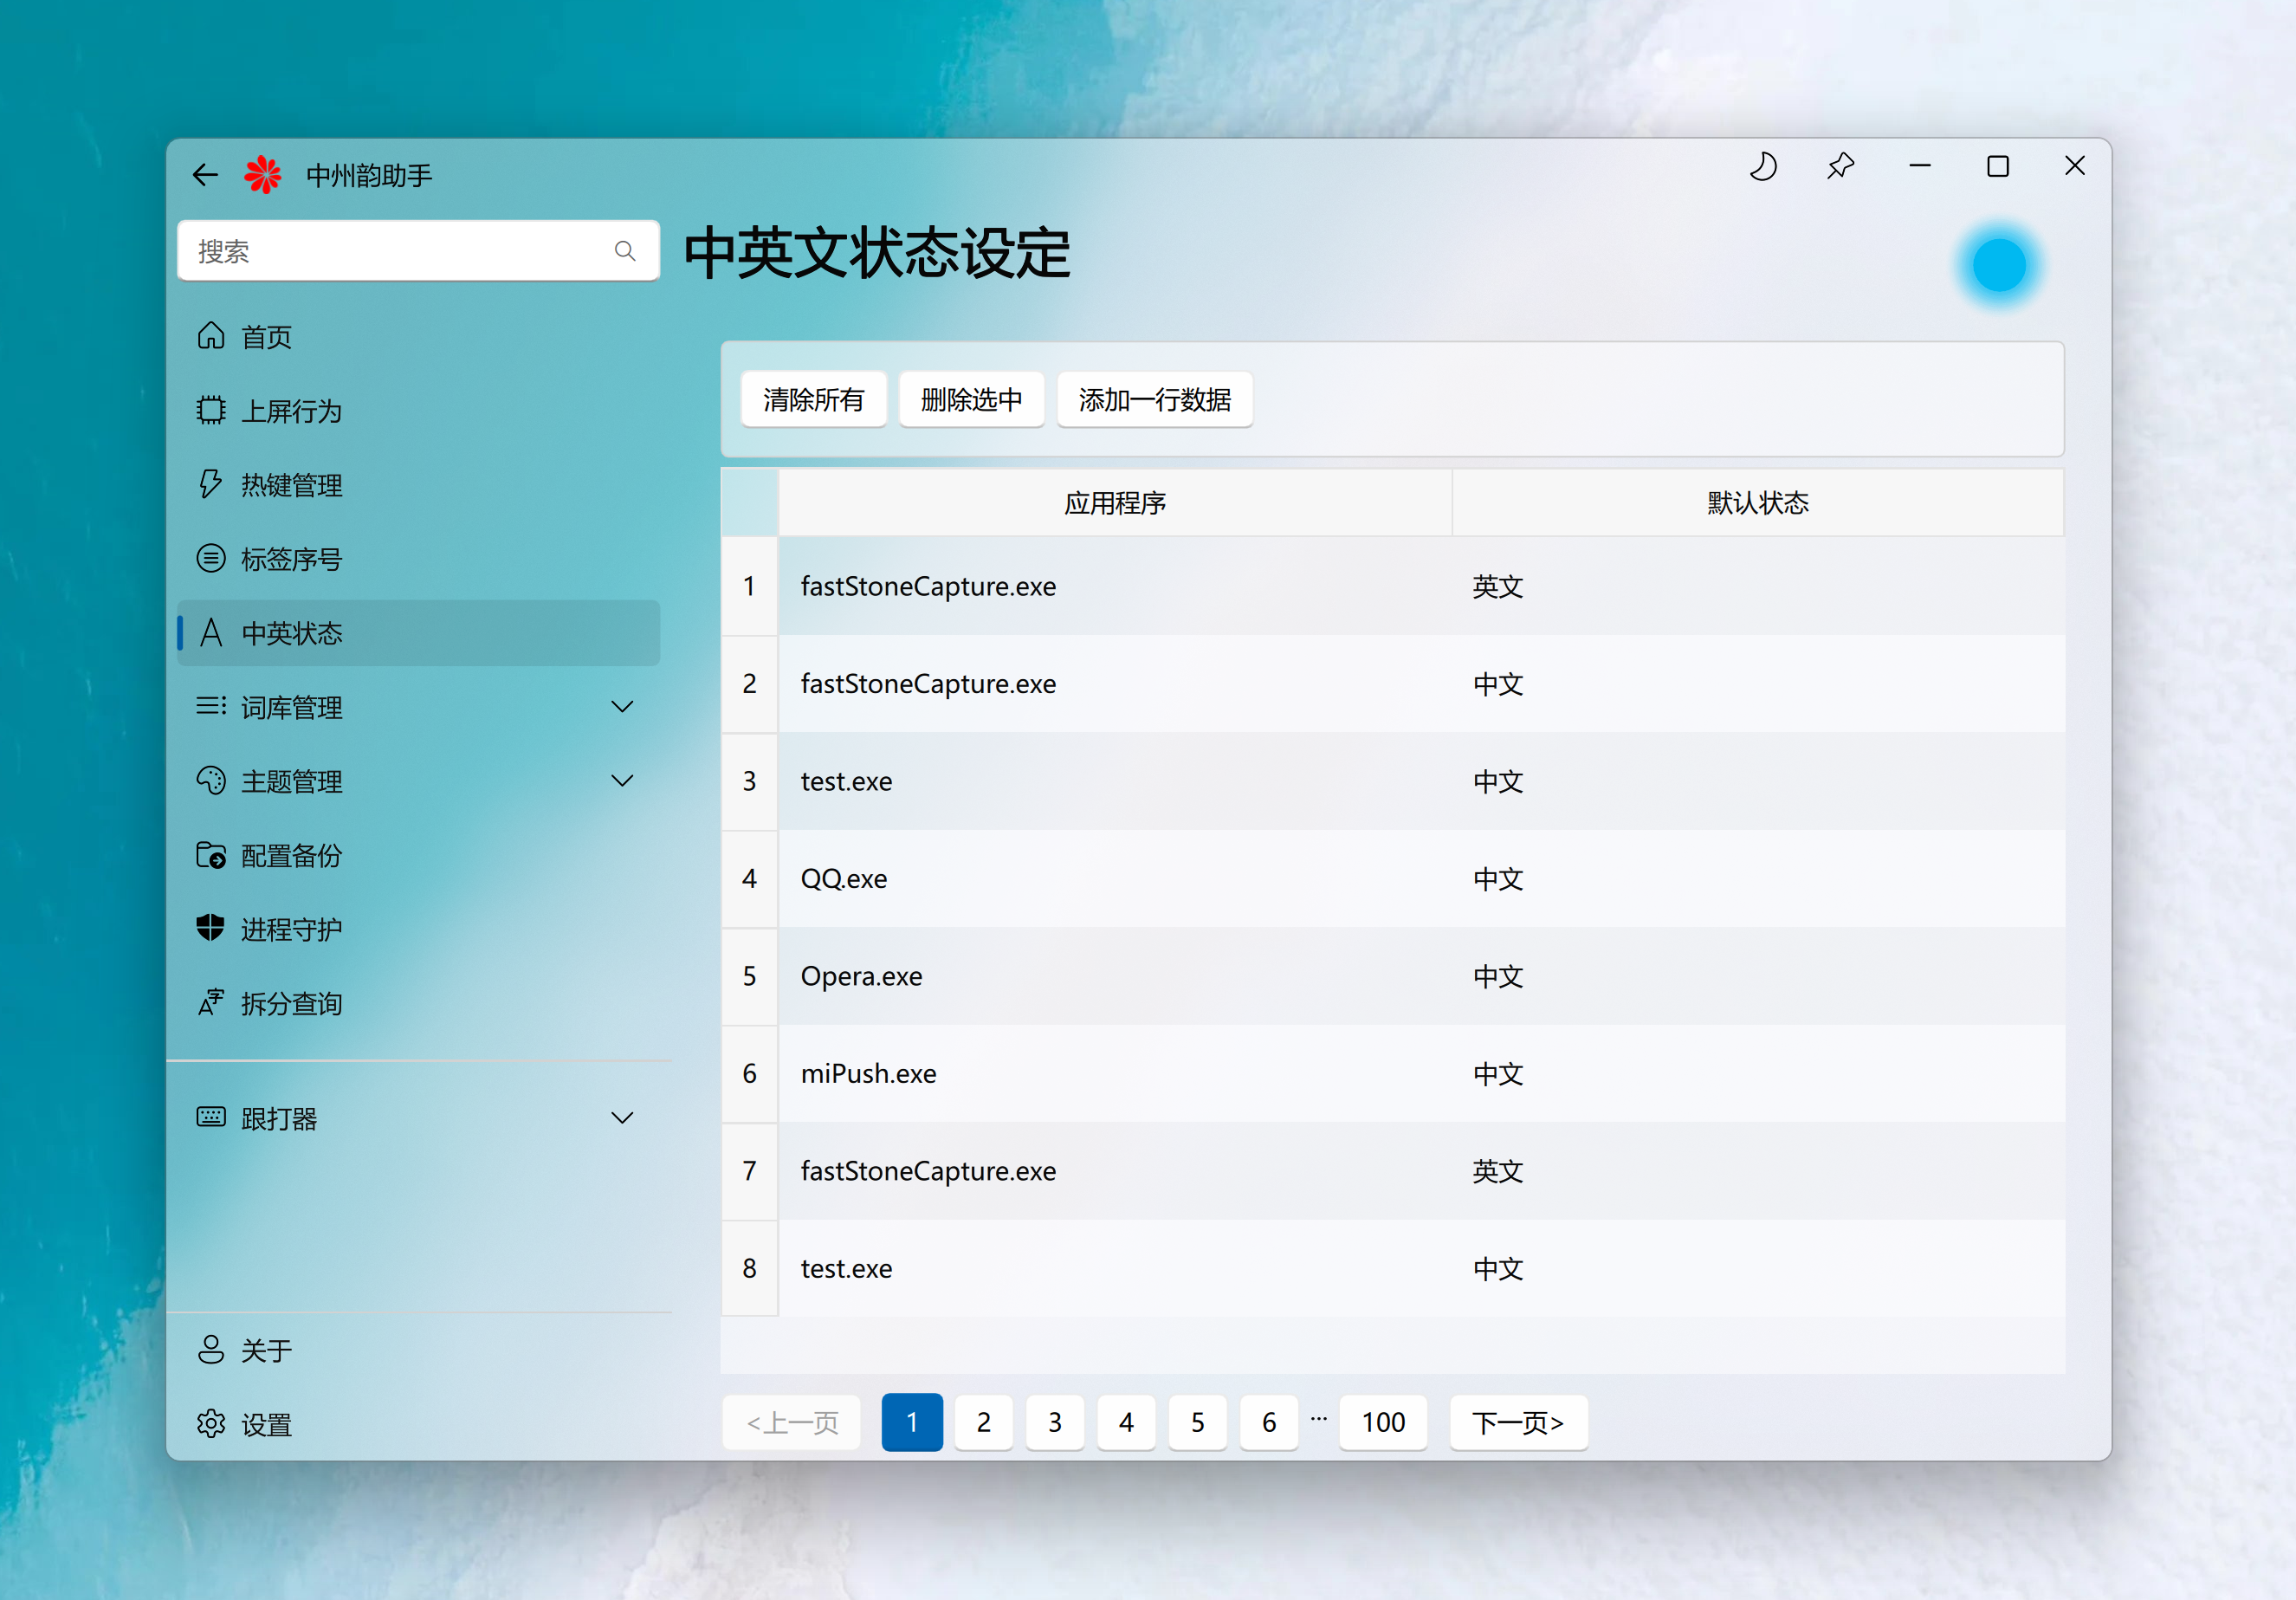 中州韵助手
搜索
中英文状态设定
首页
上屏行为
热键管理
标签序号
中英状态
词库管理
主题管理
配置备份
进程守护
拆分查询
跟打器
关于
设置
清除所有 删除选中 添加一行数据
应用程序 默认状态
1 fastStoneCapture.exe 英文
2 fastStoneCapture.exe 中文
3 test.exe 中文
4 QQ.exe 中文
5 Opera.exe 中文
6 miPush.exe 中文
7 fastStoneCapture.exe 英文
8 test.exe 中文
<上一页 1 2 3 4 5 6 ... 100 下一页>